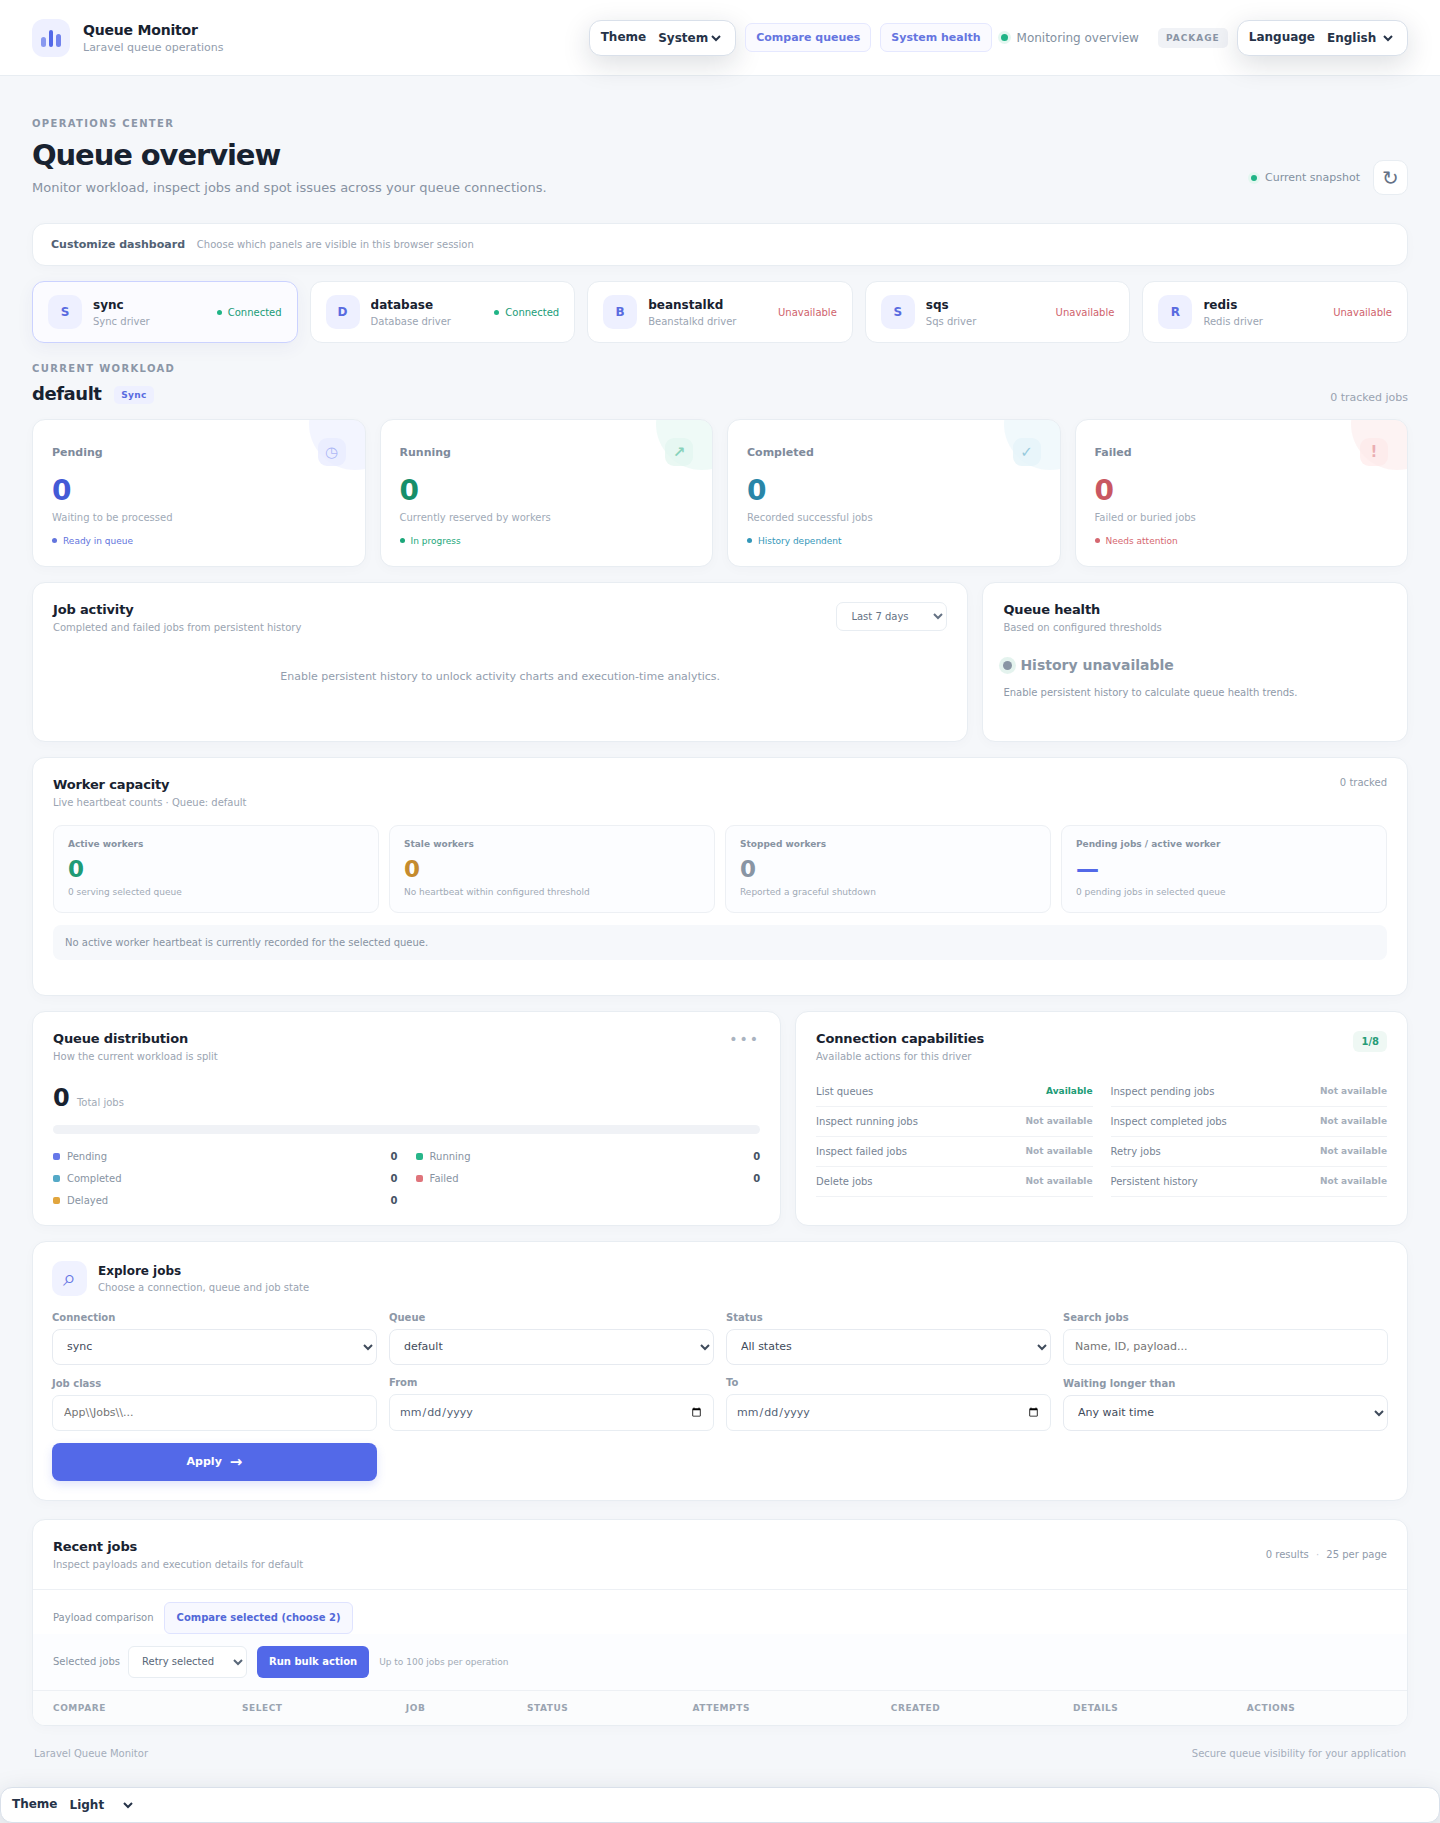 Queue Monitor
Laravel queue operations
Theme System
Compare queues
System health
Monitoring overview
PACKAGE
Language English
OPERATIONS CENTER
Queue overview
Monitor workload, inspect jobs and spot issues across your queue connections.
Current snapshot
↻
Customize dashboard Choose which panels are visible in this browser session
S sync
Sync driver
Connected
D database
Database driver
Connected
B beanstalkd
Beanstalkd driver
Unavailable
S sqs
Sqs driver
Unavailable
R redis
Redis driver
Unavailable
CURRENT WORKLOAD
default Sync
0 tracked jobs
Pending
0
Waiting to be processed
Ready in queue
Running
0
Currently reserved by workers
In progress
Completed
0
Recorded successful jobs
History dependent
Failed
0
Failed or buried jobs
Needs attention
Job activity
Completed and failed jobs from persistent history
Last 7 days
Enable persistent history to unlock activity charts and execution-time analytics.
Queue health
Based on configured thresholds
History unavailable
Enable persistent history to calculate queue health trends.
Worker capacity
Live heartbeat counts · Queue: default
0 tracked
Active workers
0
0 serving selected queue
Stale workers
0
No heartbeat within configured threshold
Stopped workers
0
Reported a graceful shutdown
Pending jobs / active worker
—
0 pending jobs in selected queue
No active worker heartbeat is currently recorded for the selected queue.
Queue distribution
How the current workload is split
•••
0 Total jobs
Pending 0
Running 0
Completed 0
Failed 0
Delayed 0
Connection capabilities
Available actions for this driver
1/8
List queues Available
Inspect pending jobs Not available
Inspect running jobs Not available
Inspect completed jobs Not available
Inspect failed jobs Not available
Retry jobs Not available
Delete jobs Not available
Persistent history Not available
Explore jobs
Choose a connection, queue and job state
Connection
sync
Queue
default
Status
All states
Search jobs
Name, ID, payload...
Job class
App\\Jobs\\...
From
mm/dd/yyyy
To
mm/dd/yyyy
Waiting longer than
Any wait time
Apply →
Recent jobs
Inspect payloads and execution details for default
0 results · 25 per page
Payload comparison Compare selected (choose 2)
Selected jobs Retry selected Run bulk action Up to 100 jobs per operation
COMPARE SELECT JOB STATUS ATTEMPTS CREATED DETAILS ACTIONS
Laravel Queue Monitor
Secure queue visibility for your application
Theme Light